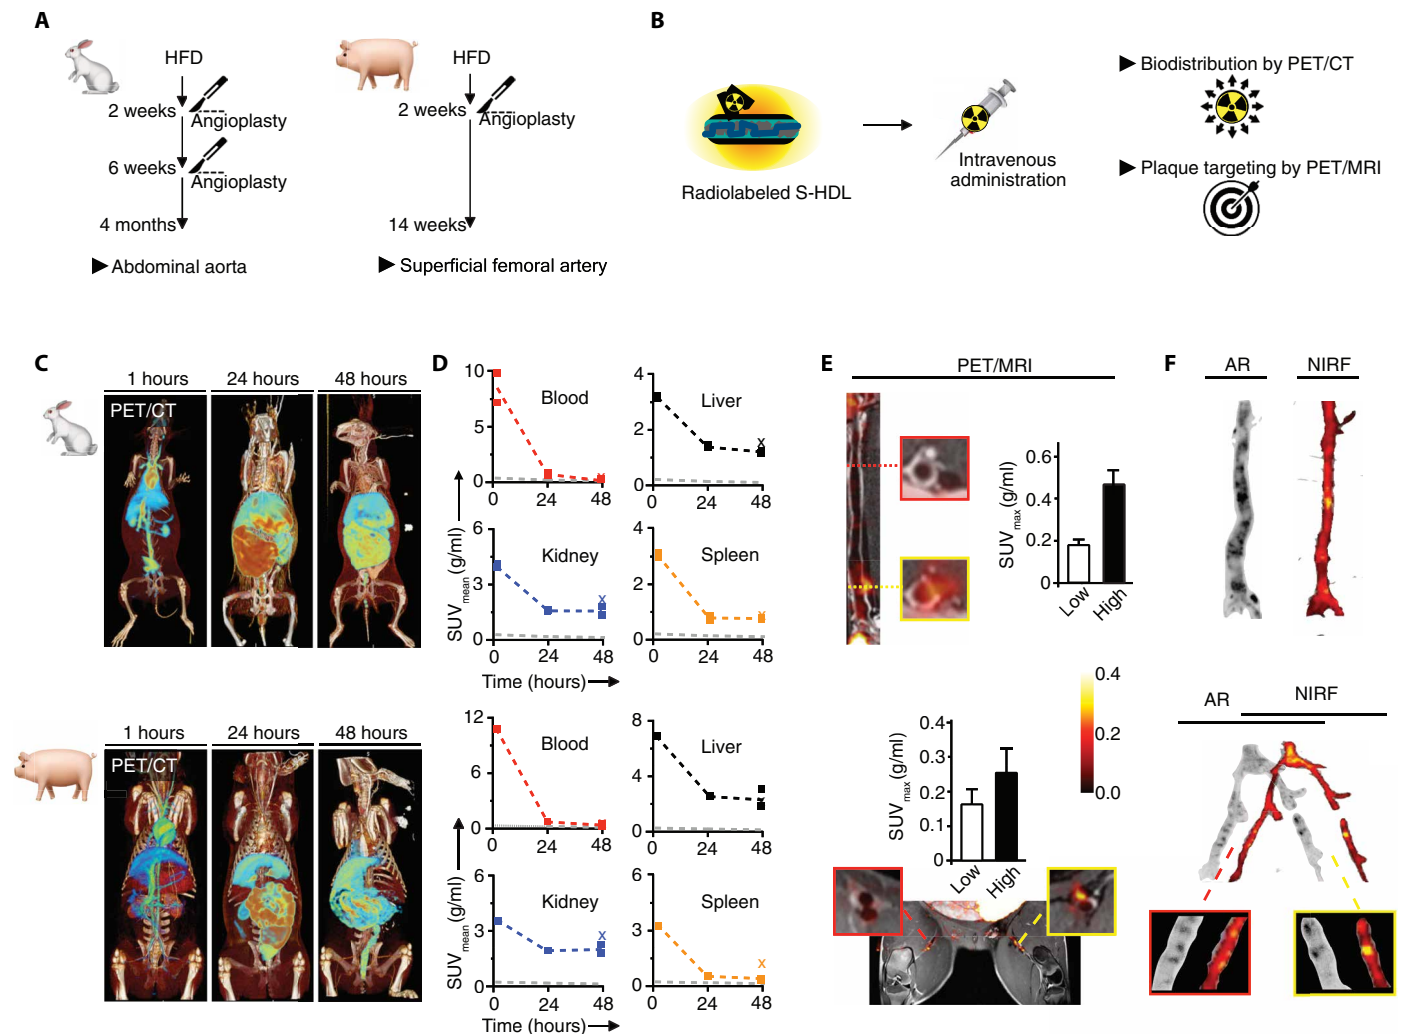 A
HFD
2 weeks
Angioplasty
6 weeks
Angioplasty
4 months
Abdominal aorta
HFD
2 weeks
Angioplasty
14 weeks
Superficial femoral artery
B
Radiolabeled S-HDL
Intravenous
administration
Biodistribution by PET/CT
Plaque targeting by PET/MRI
C
1 hours 24 hours 48 hours
PET/CT
1 hours 24 hours 48 hours
PET/CT
D
SUVmean (g/ml)
Blood
10
5
0
0 24 48
x
Liver
4
2
0
0 24 48
x
Kidney
6
3
0
0 24 48
x
Spleen
4
2
0
0 24 48
x
Time (hours)
SUVmean (g/ml)
Blood
12
6
0
0 24 48
Liver
8
4
0
0 24 48
Kidney
6
3
0
0 24 48
x
Spleen
6
3
0
0 24 48
x
Time (hours)
E
PET/MRI
SUVmax (g/ml)
0.6
0.4
0.2
0
Low High
SUVmax (g/ml)
0.4
0.3
0.2
0.1
0
Low High
0.4
0.2
0.0
F
AR NIRF
AR NIRF